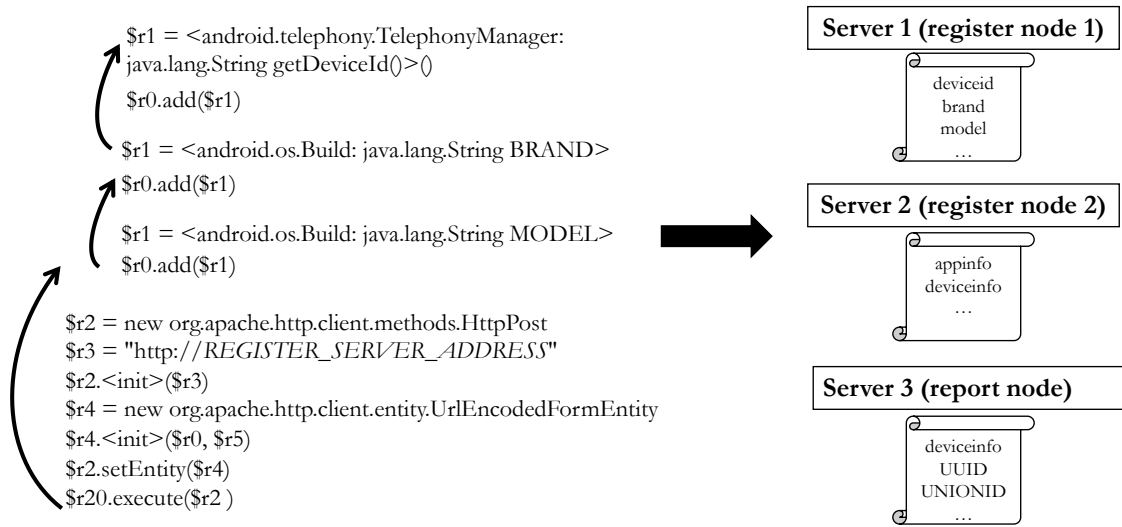 $r1 = <android.telephony.TelephonyManager:
java.lang.String getDeviceId()>()
$r0.add($r1)
$r1 = <android.os.Build: java.lang.String BRAND>
$r0.add($r1)
$r1 = <android.os.Build: java.lang.String MODEL>
$r0.add($r1)
$r2 = new org.apache.http.client.methods.HttpPost
$r3 = "http://REGISTER_SERVER_ADDRESS"
$r2.<init>($r3)
$r4 = new org.apache.http.client.entity.UrlEncodedFormEntity
$r4.<init>($r0, $r5)
$r2.setEntity($r4)
$r20.execute($r2 )
Server 1 (register node 1)
deviceid
brand
model
…
Server 2 (register node 2)
appinfo
deviceinfo
…
Server 3 (report node)
deviceinfo
UUID
UNIONID
…